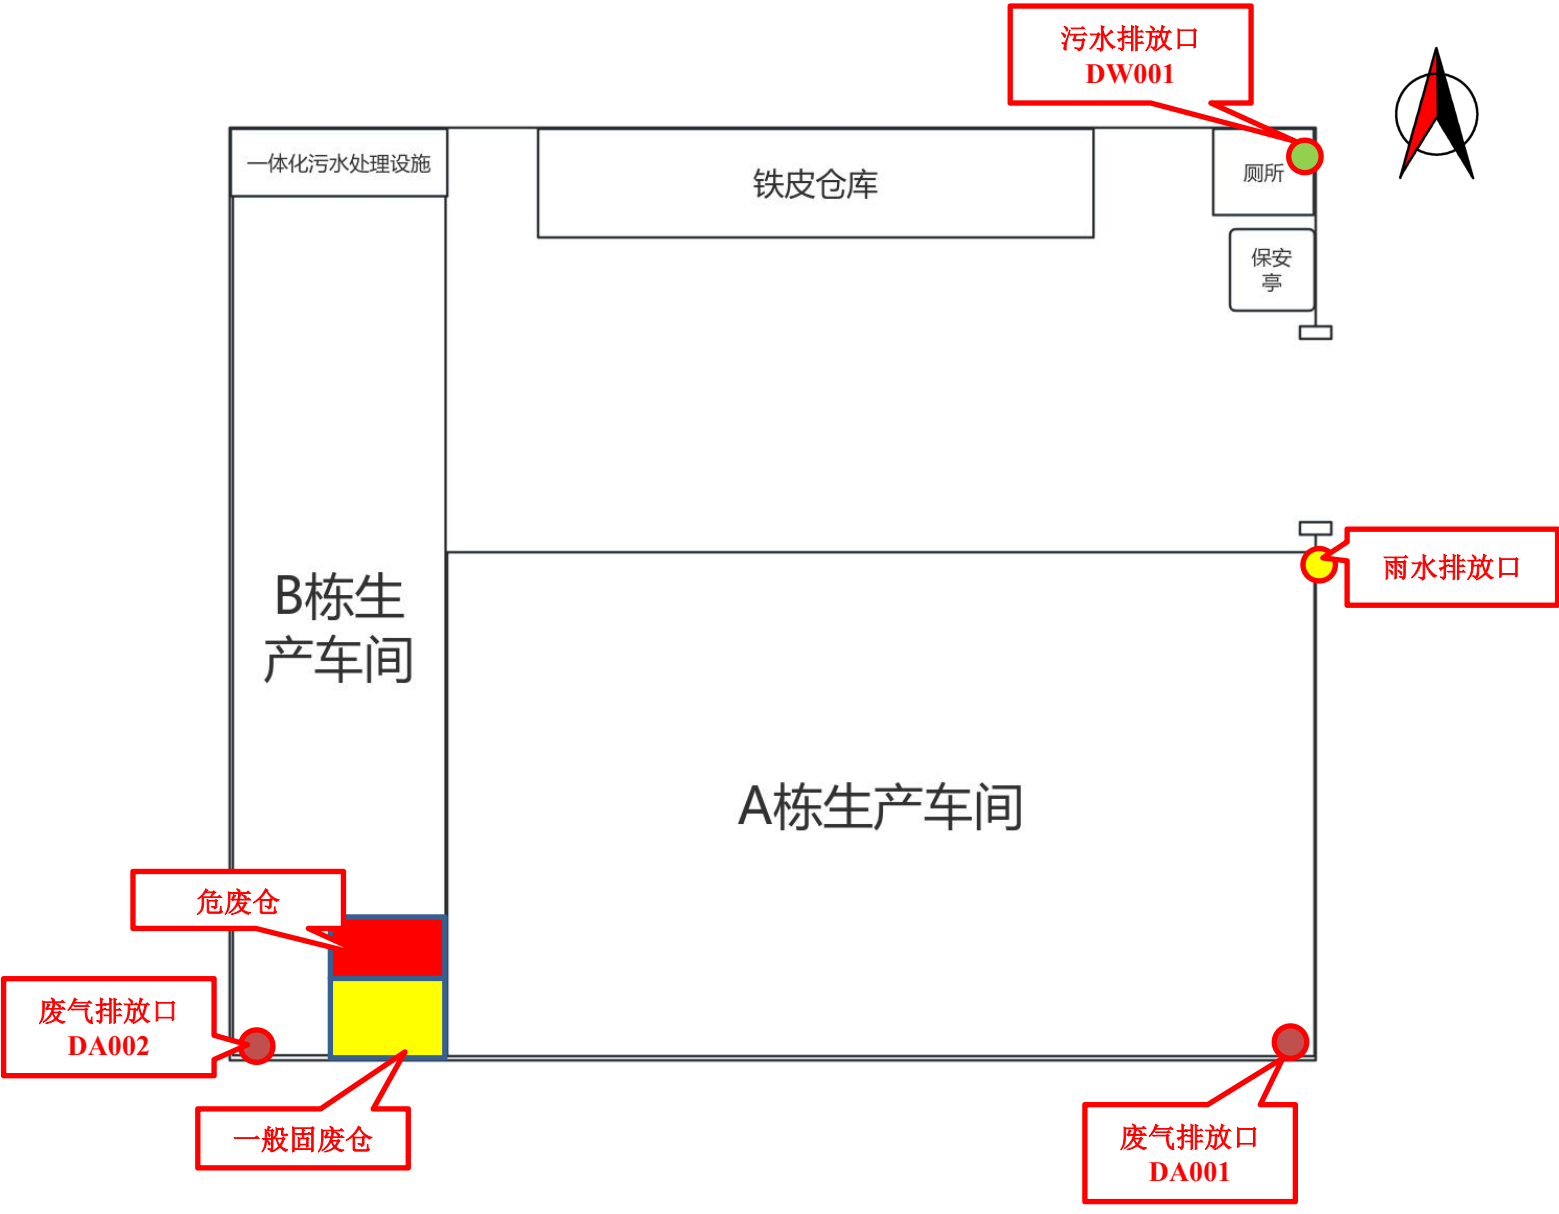 污水排放口
DW001
一体化污水处理设施
铁皮仓库
厕所
保安
亭
雨水排放口
B栋生
产车间
A栋生产车间
危废仓
废气排放口
DA002
一般固废仓
废气排放口
DA001